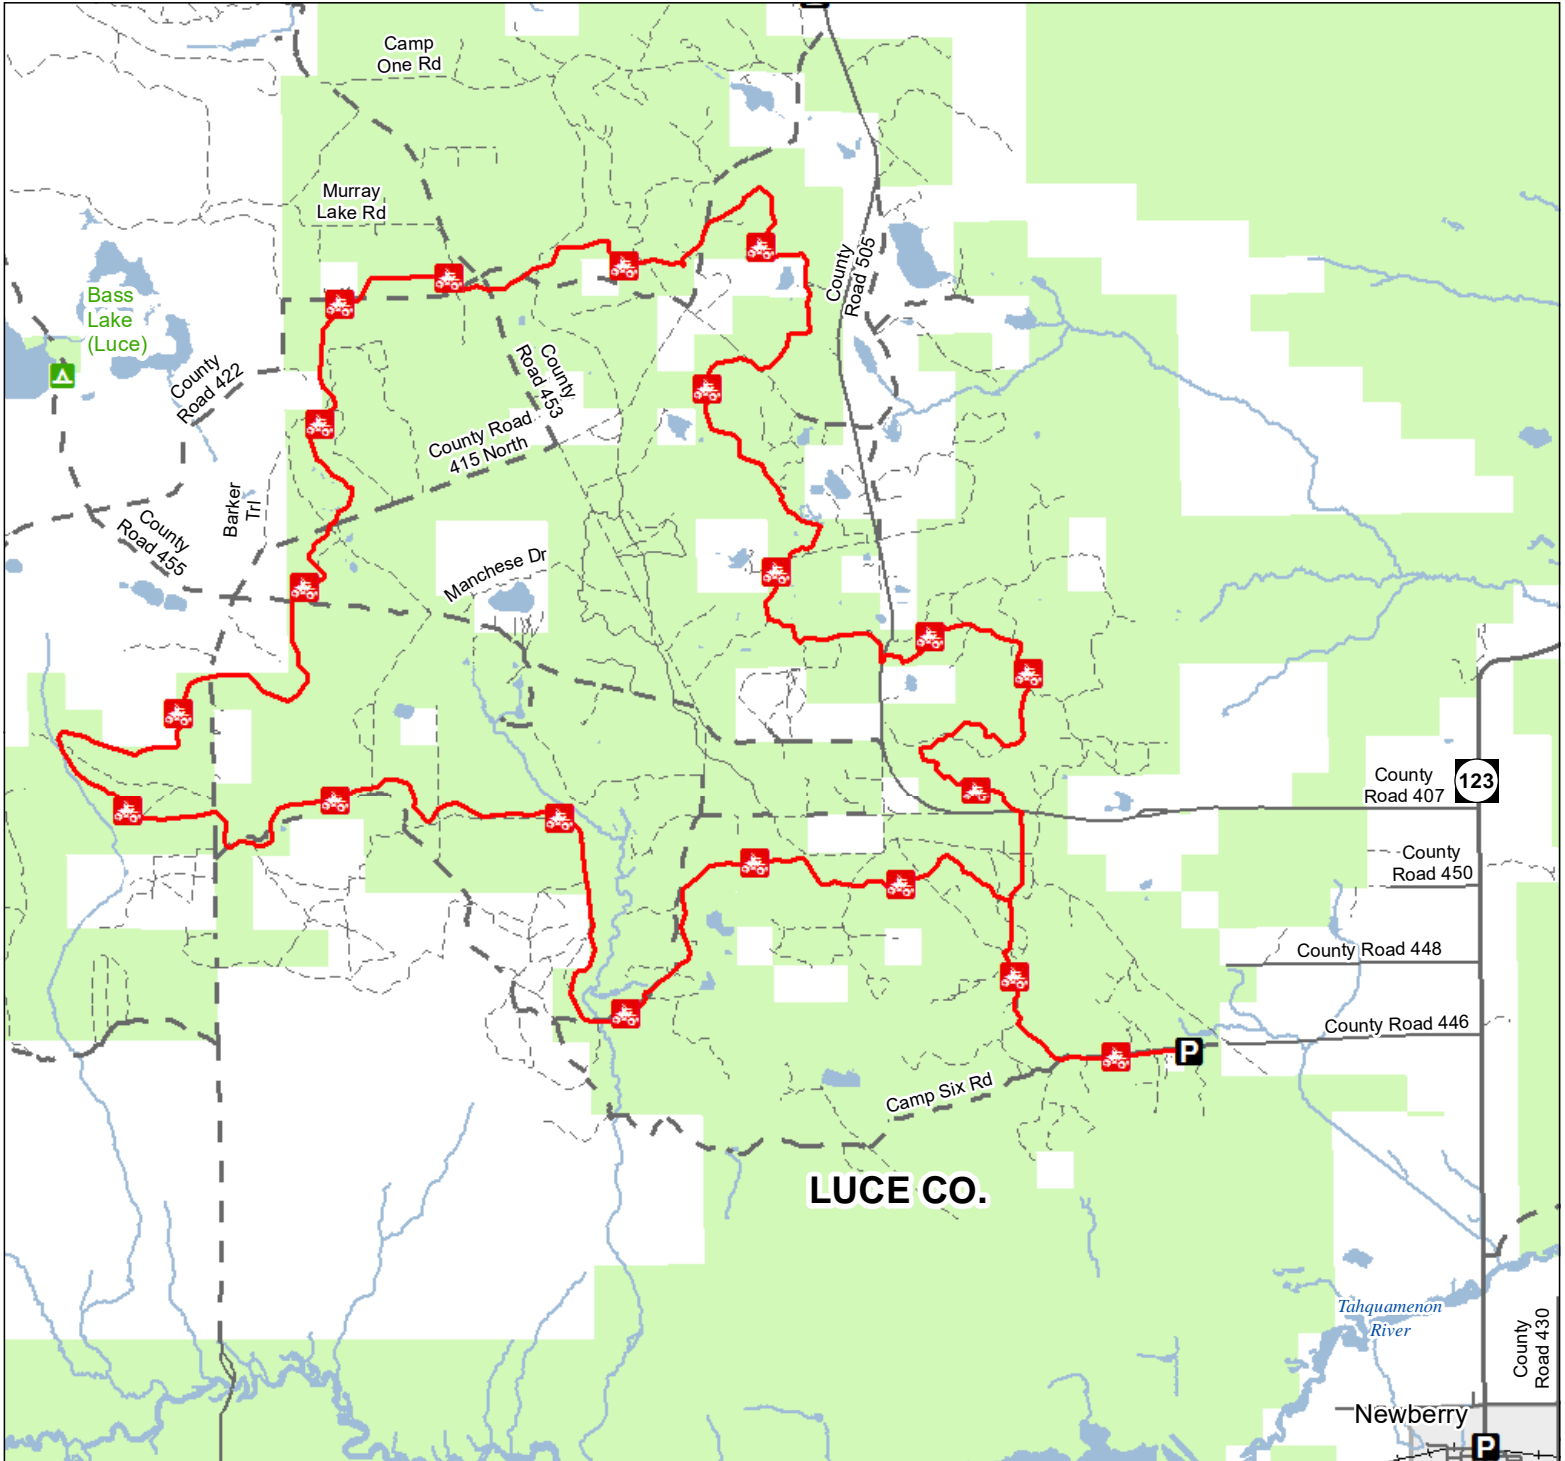 Camp
One Rd
Murray
Lake Rd
County
Road 505
Bass
Lake
(Luce)
County
Road 422
County
Road 453
County Road
415 North
Barker
Trl
County
Road 455
Manchese Dr
County
Road 407
123
County
Road 450
County Road 448
County Road 446
P
Camp Six Rd
LUCE CO.
Tahquamenon
River
County
Road 430
Newberry
P